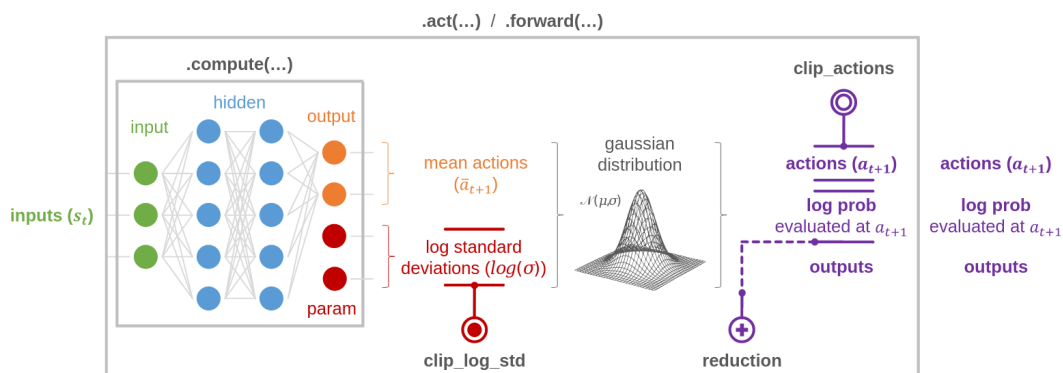 .act(…) / .forward(…)
.compute(…)
clip_actions
hidden
input
output
gaussian
distribution
mean actions
(ā_{t+1})
𝒩(μ,σ)
actions (a_{t+1})
actions (a_{t+1})
inputs (s_t)
log prob
evaluated at a_{t+1}
log prob
evaluated at a_{t+1}
log standard
deviations (log(σ))
outputs
outputs
param
clip_log_std
reduction